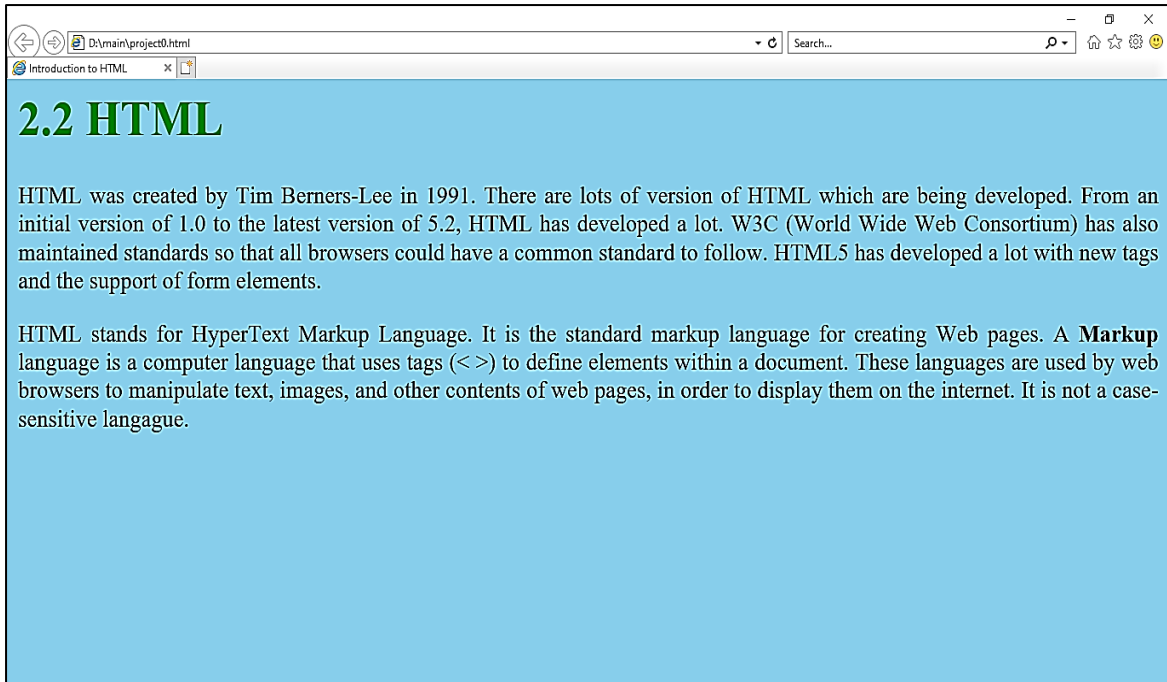 D:\main\project0.html
Search...
Introduction to HTML
2.2 HTML
HTML was created by Tim Berners-Lee in 1991. There are lots of version of HTML which are being developed. From an
initial version of 1.0 to the latest version of 5.2, HTML has developed a lot. W3C (World Wide Web Consortium) has also
maintained standards so that all browsers could have a common standard to follow. HTML5 has developed a lot with new tags
and the support of form elements.
HTML stands for HyperText Markup Language. It is the standard markup language for creating Web pages. A Markup
language is a computer language that uses tags (< >) to define elements within a document. These languages are used by web
browsers to manipulate text, images, and other contents of web pages, in order to display them on the internet. It is not a case-
sensitive langague.